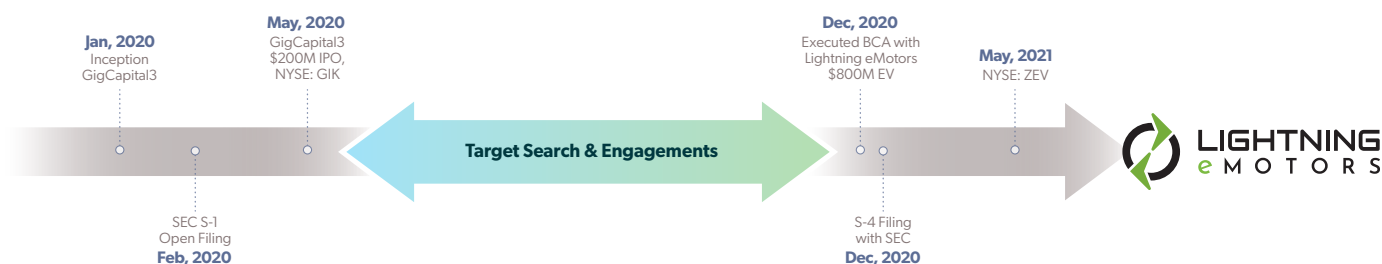 Jan, 2020
Inception
GigCapital3
SEC S-1
Open Filing
Feb, 2020
May, 2020
GigCapital3
$200M IPO,
NYSE: GIK
Target Search & Engagements
Dec, 2020
Executed BCA with
Lightning eMotors
$800M EV
S-4 Filing
with SEC
Dec, 2020
May, 2021
NYSE: ZEV
LIGHTNING
eMOTORS